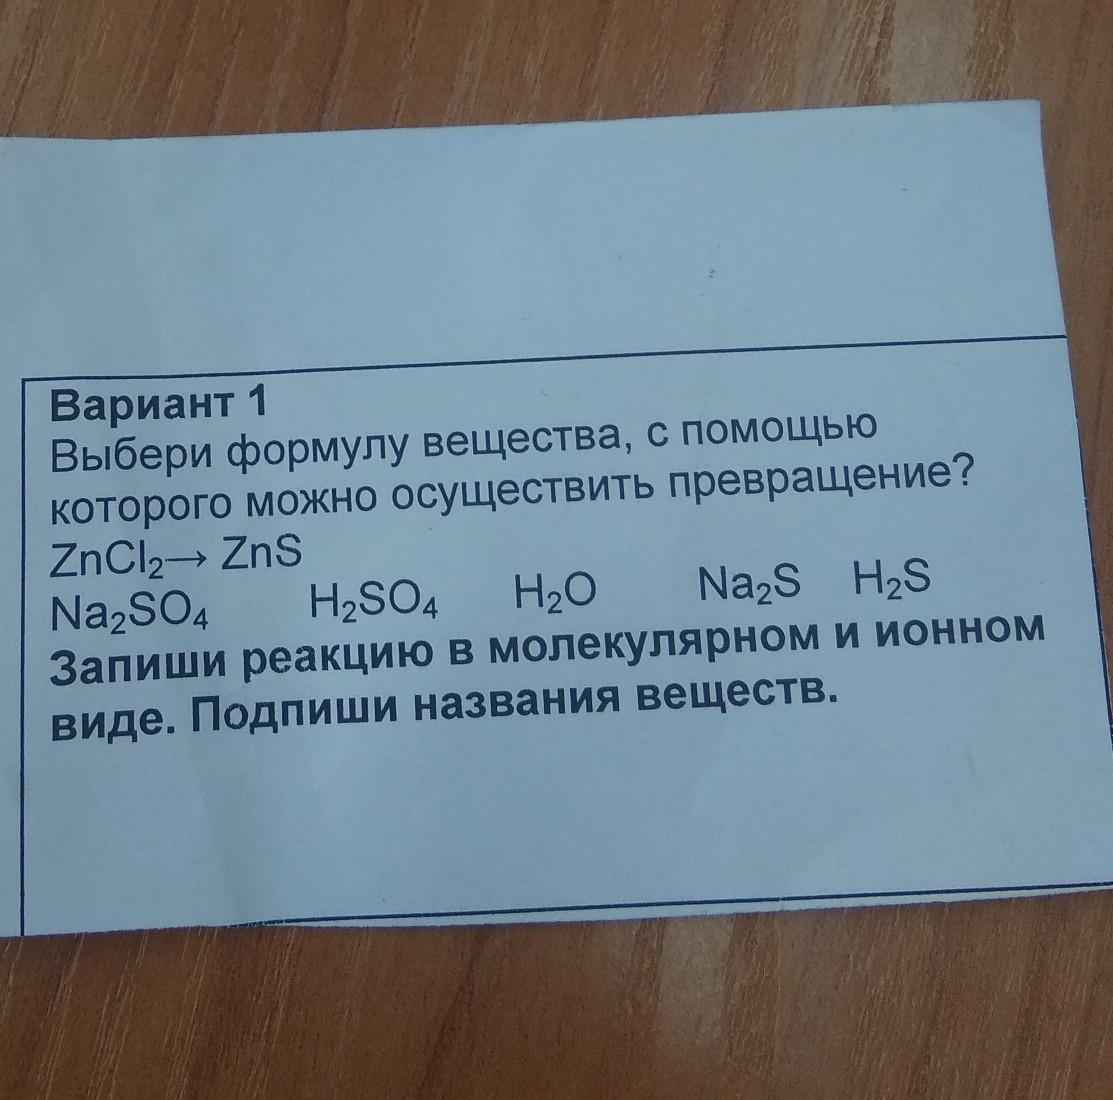 Вариант 1
Выбери формулу вещества, с помощью
которого можно осуществить превращение?
ZnCl₂→ ZnS
Na₂SO₄ H₂SO₄ H₂O Na₂S H₂S
Запиши реакцию в молекулярном и ионном
виде. Подпиши названия веществ.